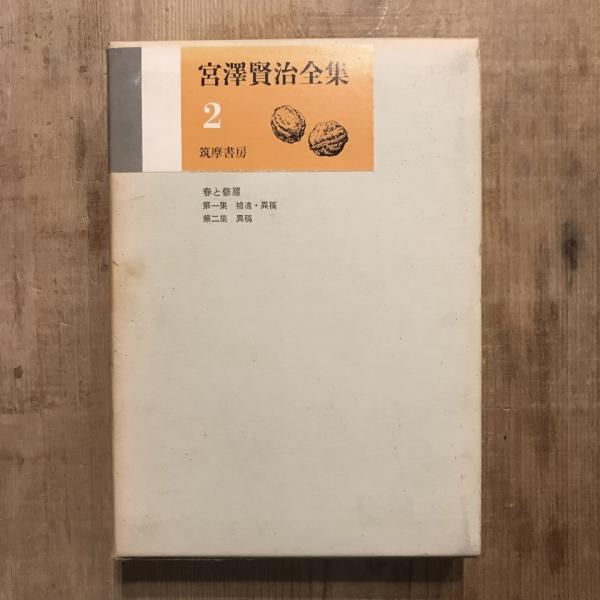 宮澤賢治全集
2
筑摩書房
春と修羅
第一集 補遺・異稿
第二集 異稿